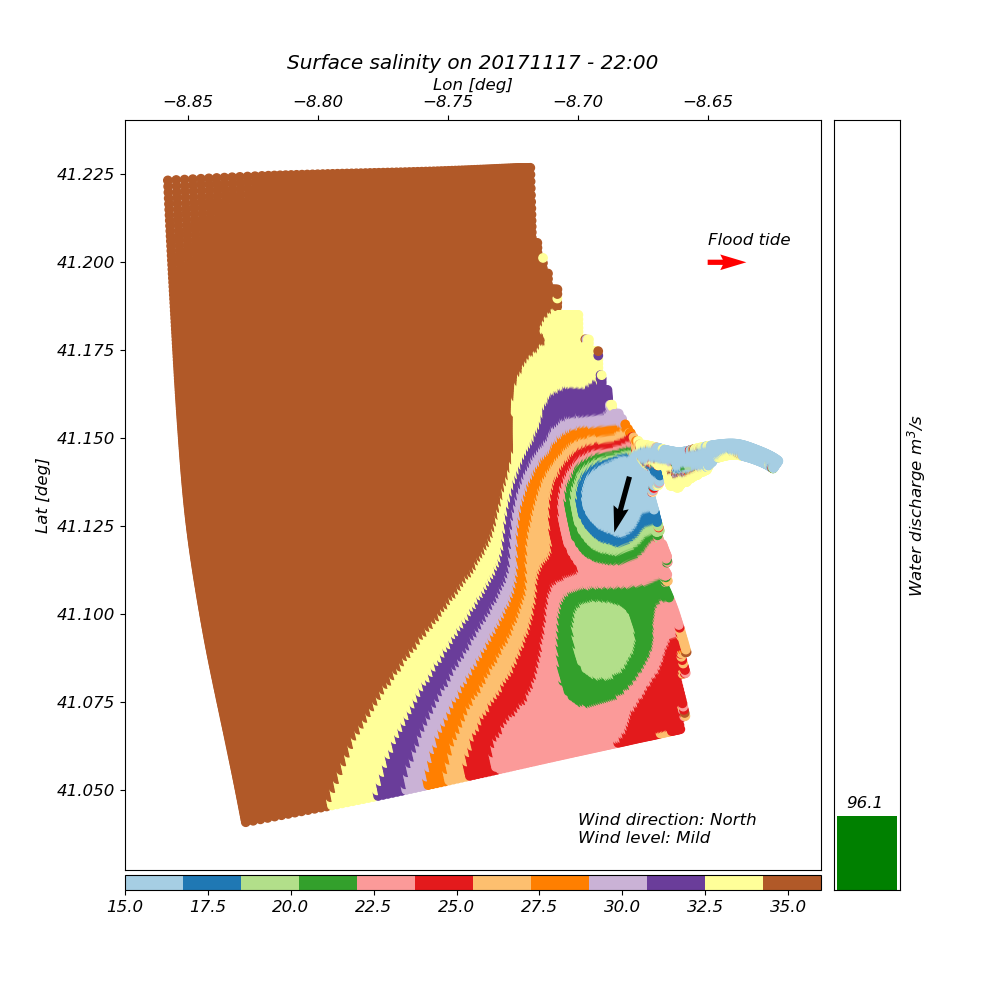 Surface salinity on 20171117 - 22:00
Lon [deg]
−8.85 −8.80 −8.75 −8.70 −8.65
41.225
41.200
41.175
41.150
41.125
41.100
41.075
41.050
Lat [deg]
Flood tide
Wind direction: North
Wind level: Mild
15.0 17.5 20.0 22.5 25.0 27.5 30.0 32.5 35.0
96.1
Water discharge m³/s